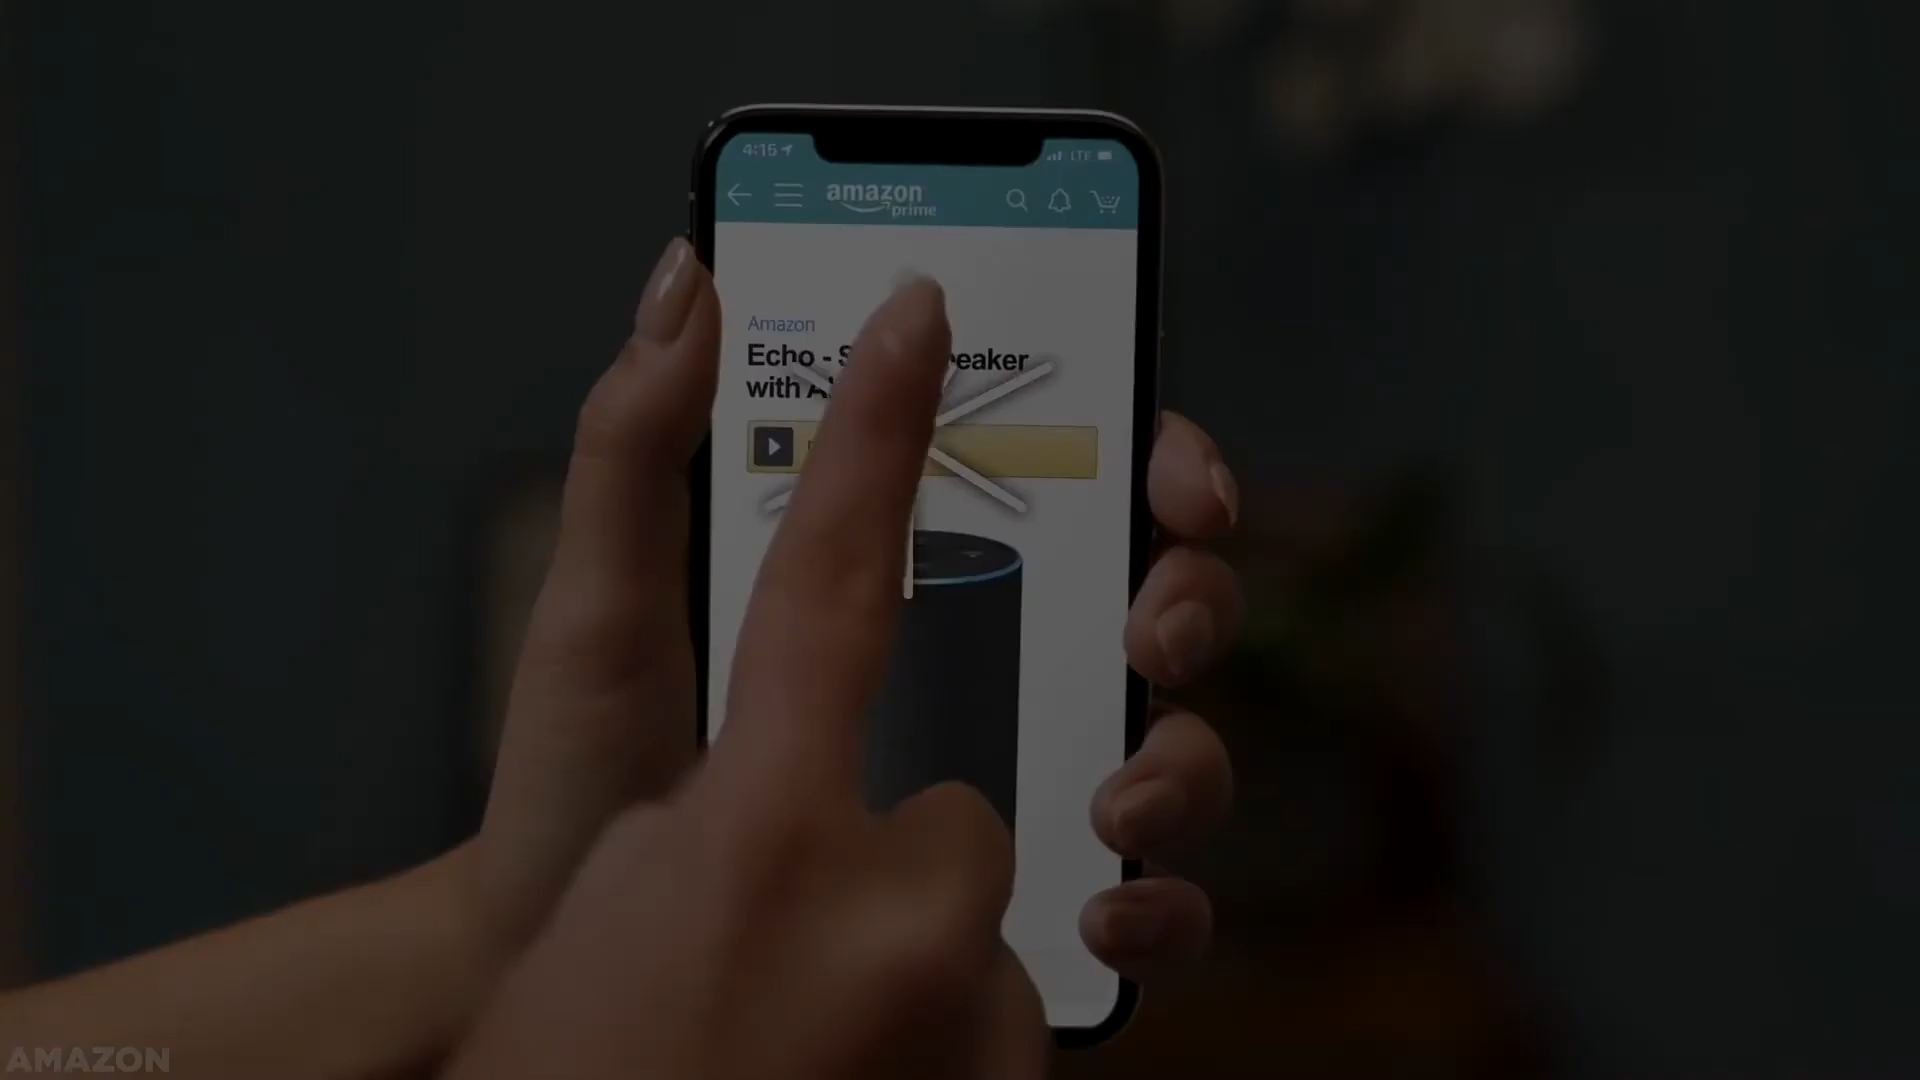 4:15
LTE
amazon
prime
Amazon
Echo - S eaker
with A
AMAZON